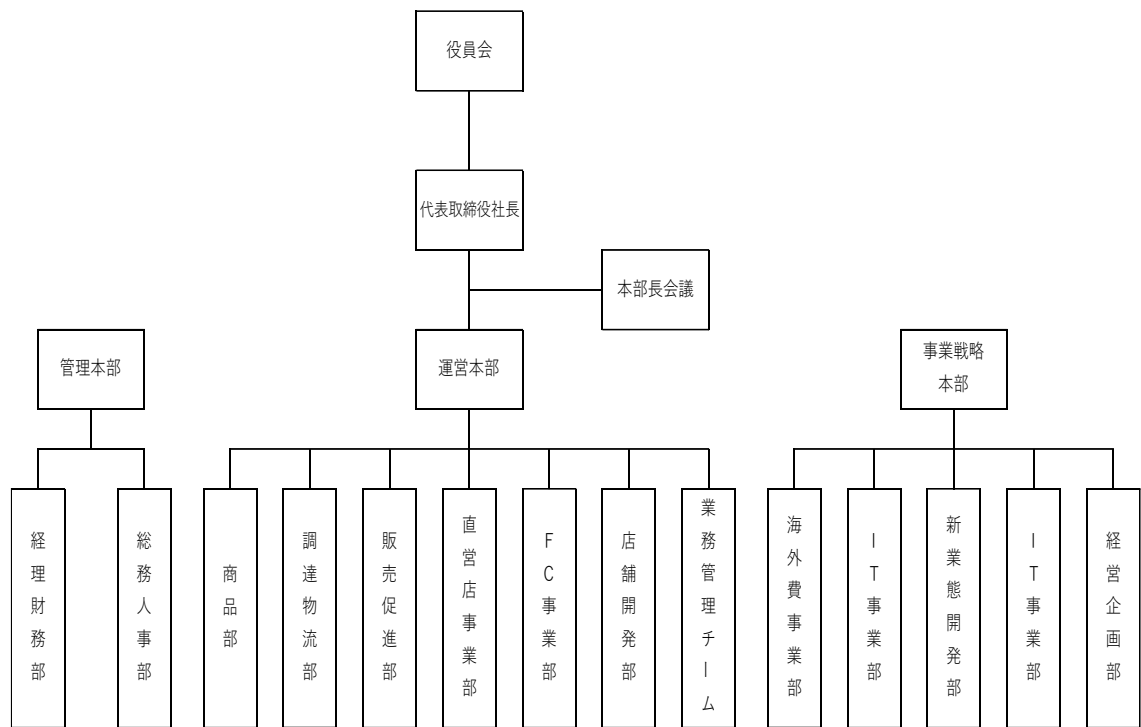 役員会
代表取締役社長
本部長会議
管理本部
運営本部
事業戦略
本部
経理財務部
総務人事部
商品部
調達物流部
販売促進部
直営店事業部
FC事業部
店舗開発部
業務管理チーム
海外費事業部
IT事業部
新業態開発部
IT事業部
経営企画部